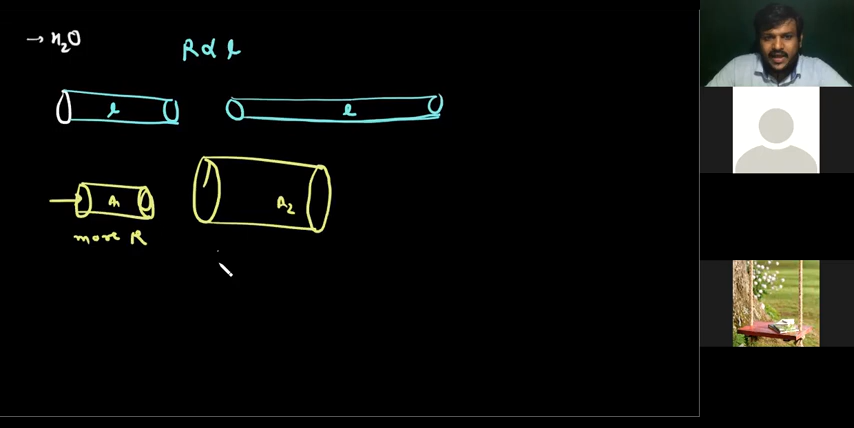 → H₂O
R α l
l l
A₁ A₂
more R